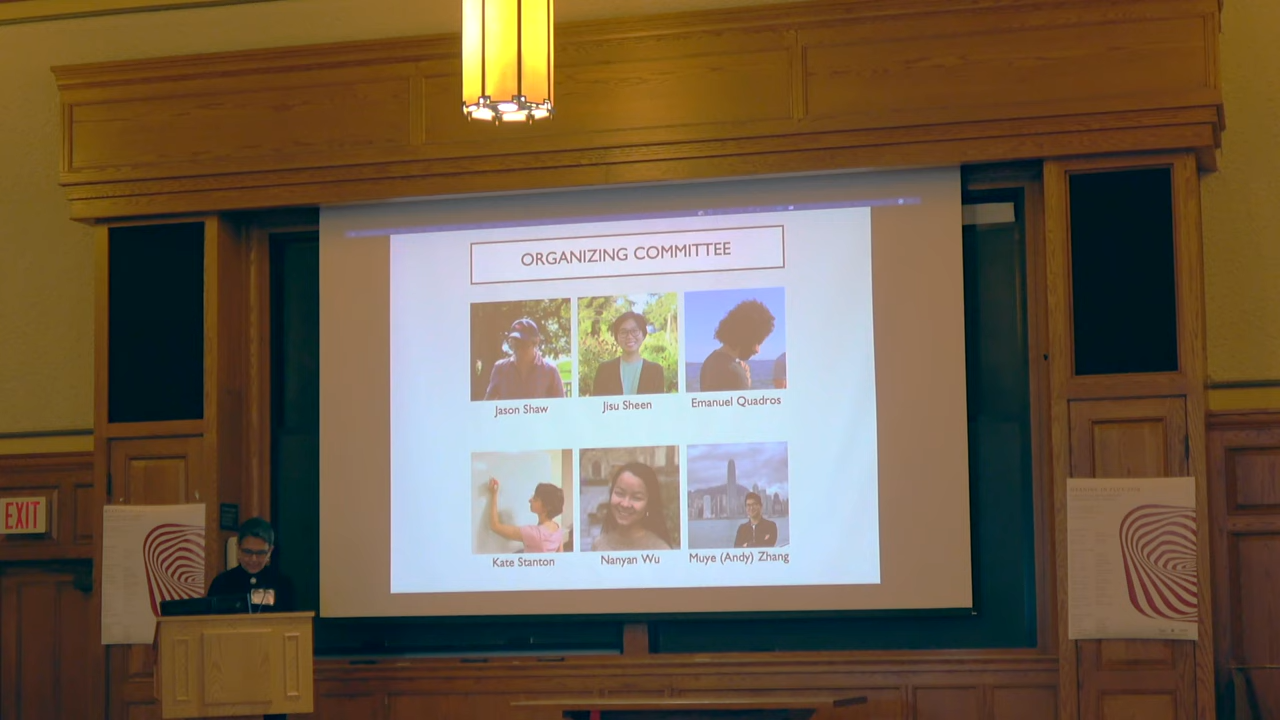 ORGANIZING COMMITTEE
Jason Shaw
Jisu Sheen
Emanuel Quadros
Kate Stanton
Nanyan Wu
Muye (Andy) Zhang
EXIT